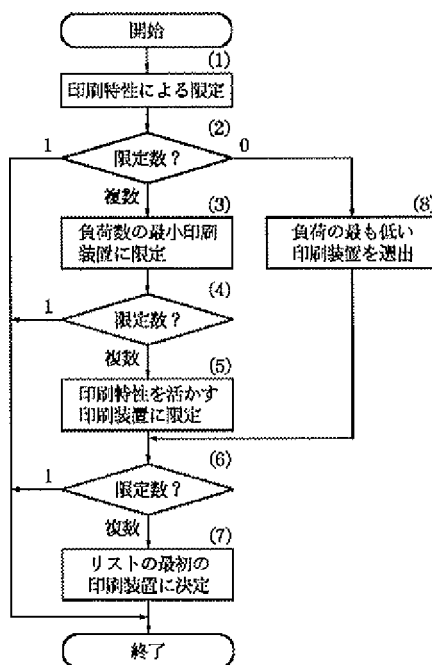 開始
(1)
印刷特性による限定
(2)
1
限定数？
0
複数
(3)
負荷数の最小印刷
装置に限定
(8)
負荷の最も低い
印刷装置を選出
(4)
1
限定数？
複数
(5)
印刷特性を活かす
印刷装置に限定
(6)
1
限定数？
複数
(7)
リストの最初の
印刷装置に決定
終了